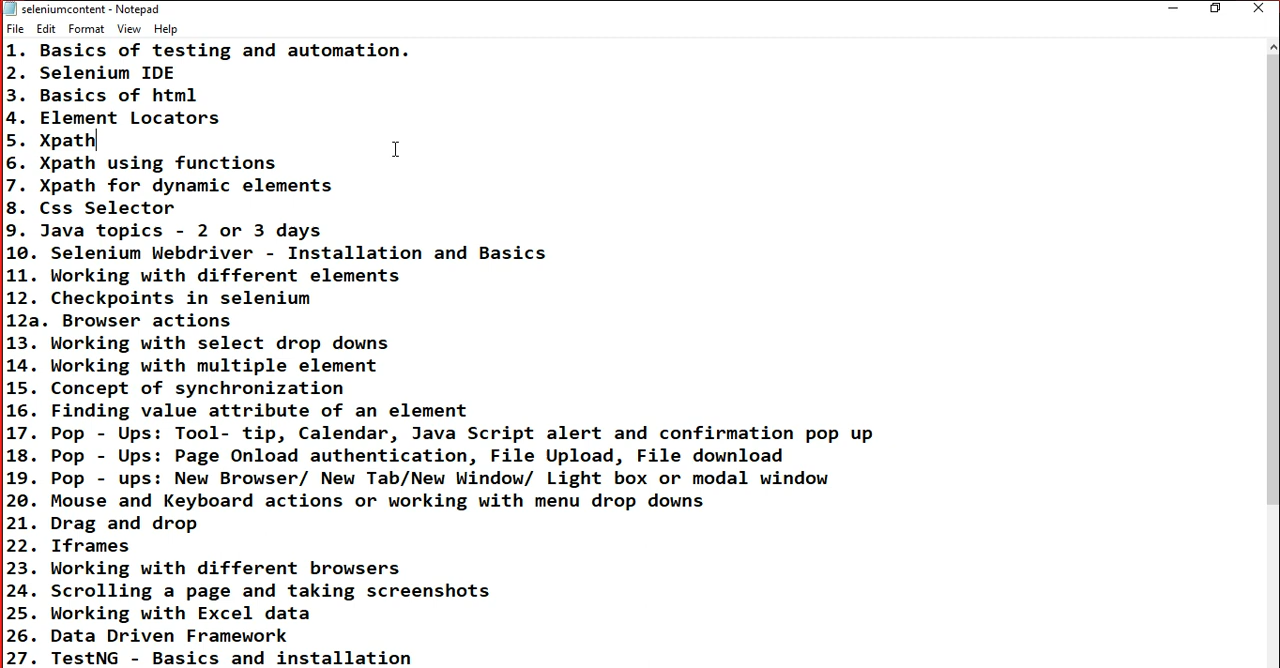 seleniumcontent - Notepad
File Edit Format View Help
1. Basics of testing and automation.
2. Selenium IDE
3. Basics of html
4. Element Locators
5. Xpath
6. Xpath using functions
7. Xpath for dynamic elements
8. Css Selector
9. Java topics - 2 or 3 days
10. Selenium Webdriver - Installation and Basics
11. Working with different elements
12. Checkpoints in selenium
12a. Browser actions
13. Working with select drop downs
14. Working with multiple element
15. Concept of synchronization
16. Finding value attribute of an element
17. Pop - Ups: Tool- tip, Calendar, Java Script alert and confirmation pop up
18. Pop - Ups: Page Onload authentication, File Upload, File download
19. Pop - ups: New Browser/ New Tab/New Window/ Light box or modal window
20. Mouse and Keyboard actions or working with menu drop downs
21. Drag and drop
22. Iframes
23. Working with different browsers
24. Scrolling a page and taking screenshots
25. Working with Excel data
26. Data Driven Framework
27. TestNG - Basics and installation